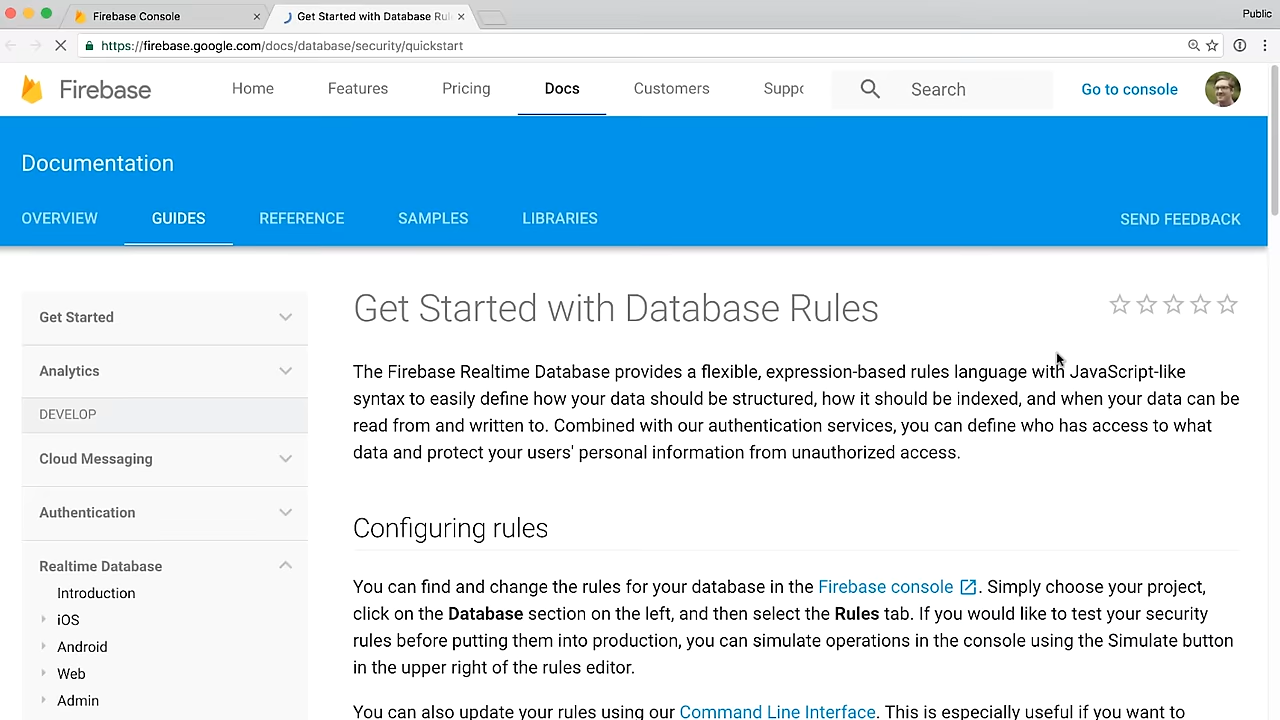 Firebase Console
Get Started with Database Rul
Public
https://firebase.google.com/docs/database/security/quickstart
Firebase
Home
Features
Pricing
Docs
Customers
Suppo
Search
Go to console
Documentation
OVERVIEW
GUIDES
REFERENCE
SAMPLES
LIBRARIES
SEND FEEDBACK
Get Started
Analytics
DEVELOP
Cloud Messaging
Authentication
Realtime Database
Introduction
iOS
Android
Web
Admin
Get Started with Database Rules
The Firebase Realtime Database provides a flexible, expression-based rules language with JavaScript-like
syntax to easily define how your data should be structured, how it should be indexed, and when your data can be
read from and written to. Combined with our authentication services, you can define who has access to what
data and protect your users' personal information from unauthorized access.
Configuring rules
You can find and change the rules for your database in the Firebase console. Simply choose your project,
click on the Database section on the left, and then select the Rules tab. If you would like to test your security
rules before putting them into production, you can simulate operations in the console using the Simulate button
in the upper right of the rules editor.
You can also update your rules using our Command Line Interface. This is especially useful if you want to